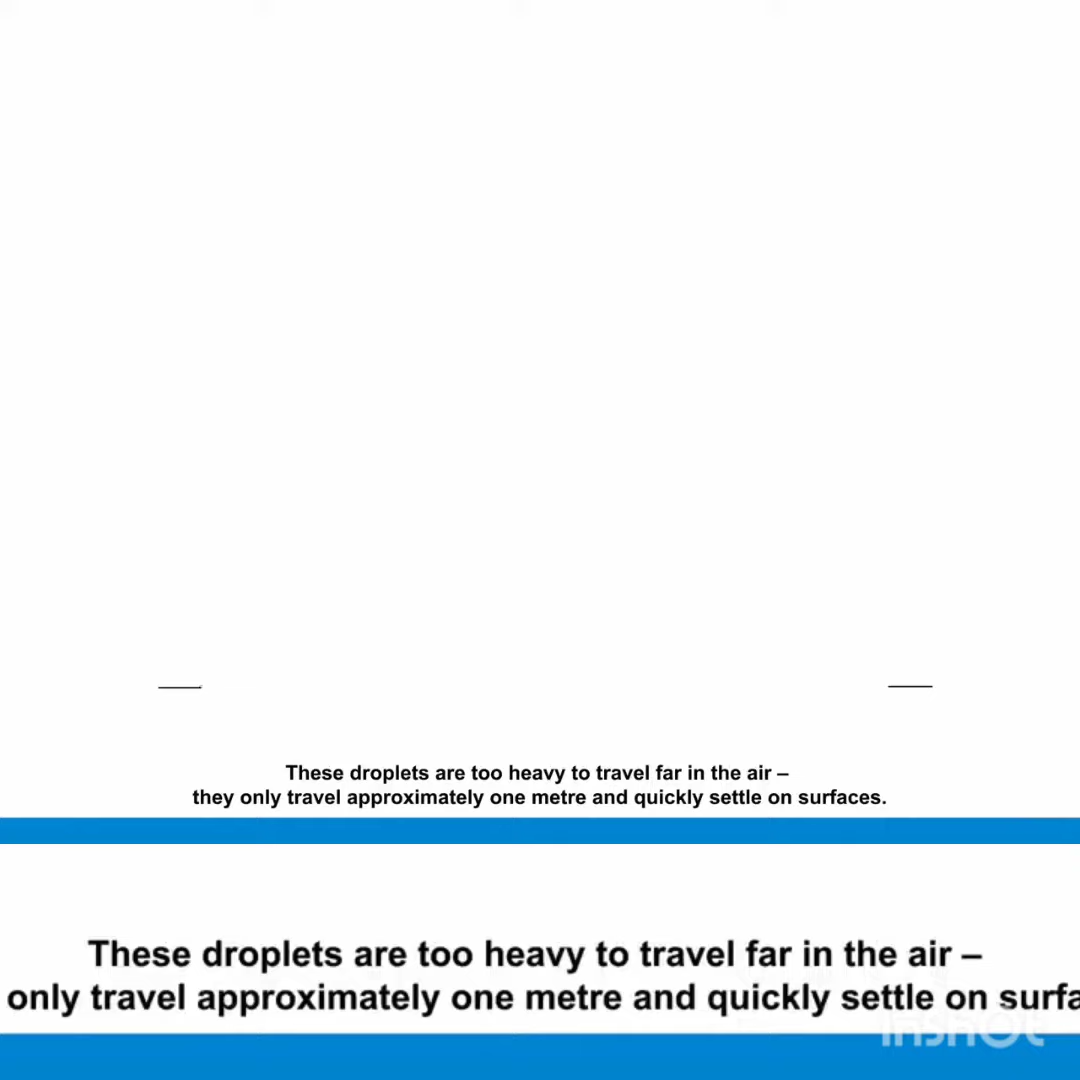 These droplets are too heavy to travel far in the air –
they only travel approximately one metre and quickly settle on surfaces.
These droplets are too heavy to travel far in the air –
only travel approximately one metre and quickly settle on surfa
InShOt